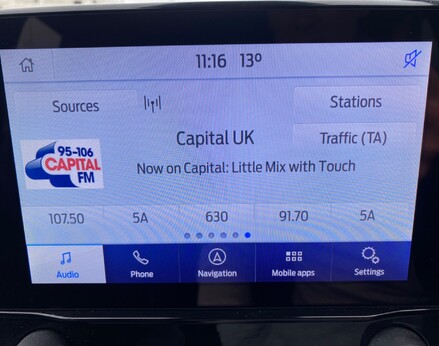 11:16 13º
Sources
Stations
Capital UK
Traffic (TA)
95-106
CAPITAL
FM
Now on Capital: Little Mix with Touch
107.50 5A 630 91.70 5A
Audio Phone Navigation Mobile apps Settings